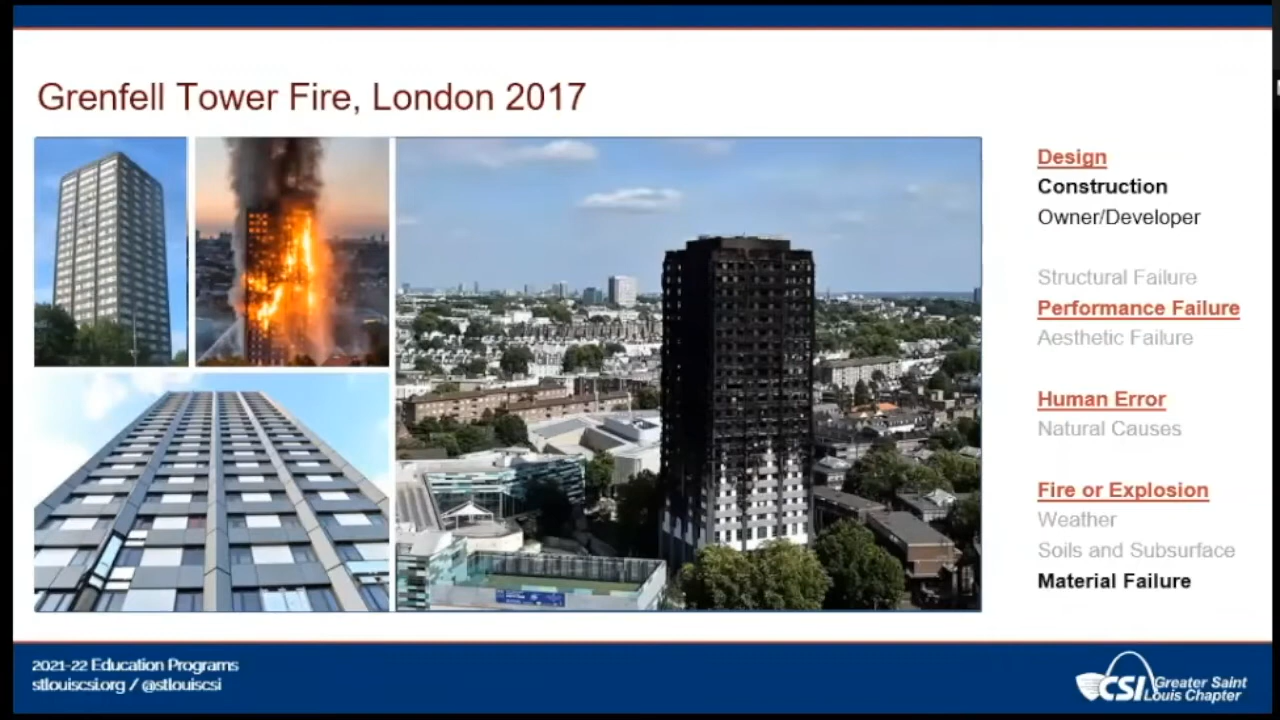 Grenfell Tower Fire, London 2017
Design
Construction
Owner/Developer
Structural Failure
Performance Failure
Aesthetic Failure
Human Error
Natural Causes
Fire or Explosion
Weather
Soils and Subsurface
Material Failure
2021-22 Education Programs
stlouiscsi.org / @stlouiscsi
CSI Greater Saint
Louis Chapter